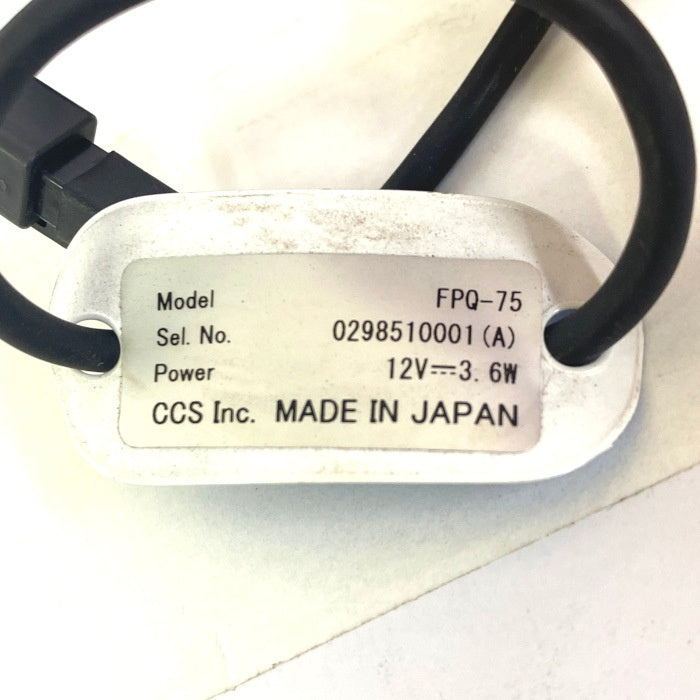 Model FPQ-75
Sel. No. 0298510001(A)
Power 12V⎓3.6W
CCS Inc. MADE IN JAPAN